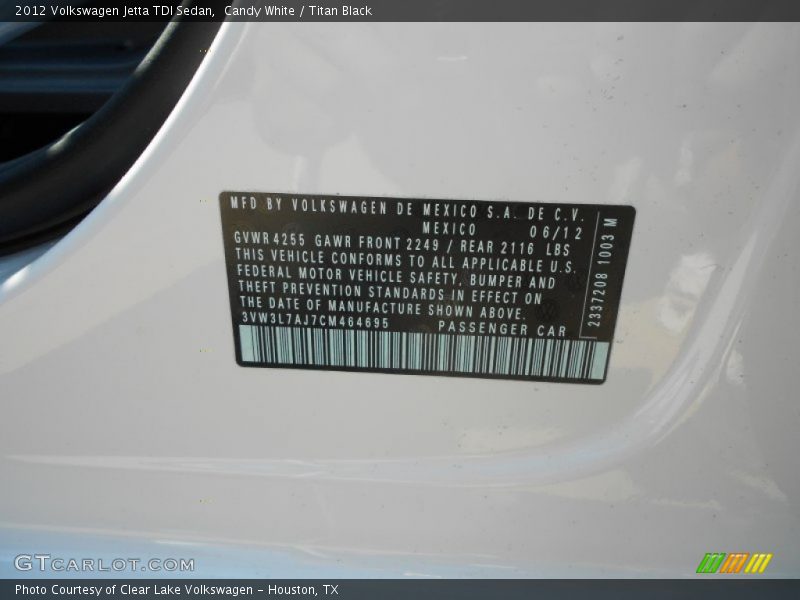 2012 Volkswagen Jetta TDI Sedan,  Candy White / Titan Black
MFD BY VOLKSWAGEN DE MEXICO S.A. DE C.V.
MEXICO 06/12
GVWR 4255 GAWR FRONT 2249 / REAR 2116 LBS
THIS VEHICLE CONFORMS TO ALL APPLICABLE U.S.
FEDERAL MOTOR VEHICLE SAFETY, BUMPER AND
THEFT PREVENTION STANDARDS IN EFFECT ON
THE DATE OF MANUFACTURE SHOWN ABOVE.
3VW3L7AJ7CM464695 PASSENGER CAR
2337208 1003 M
GTCARLOT.COM
Photo Courtesy of Clear Lake Volkswagen – Houston, TX